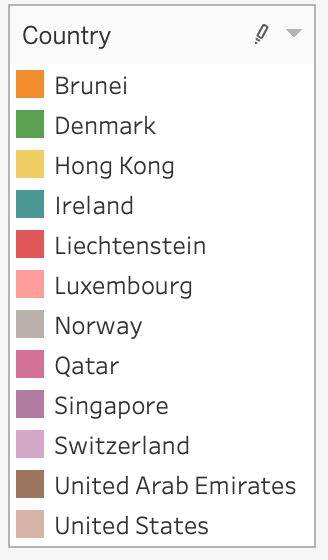 Country
Brunei
Denmark
Hong Kong
Ireland
Liechtenstein
Luxembourg
Norway
Qatar
Singapore
Switzerland
United Arab Emirates
United States